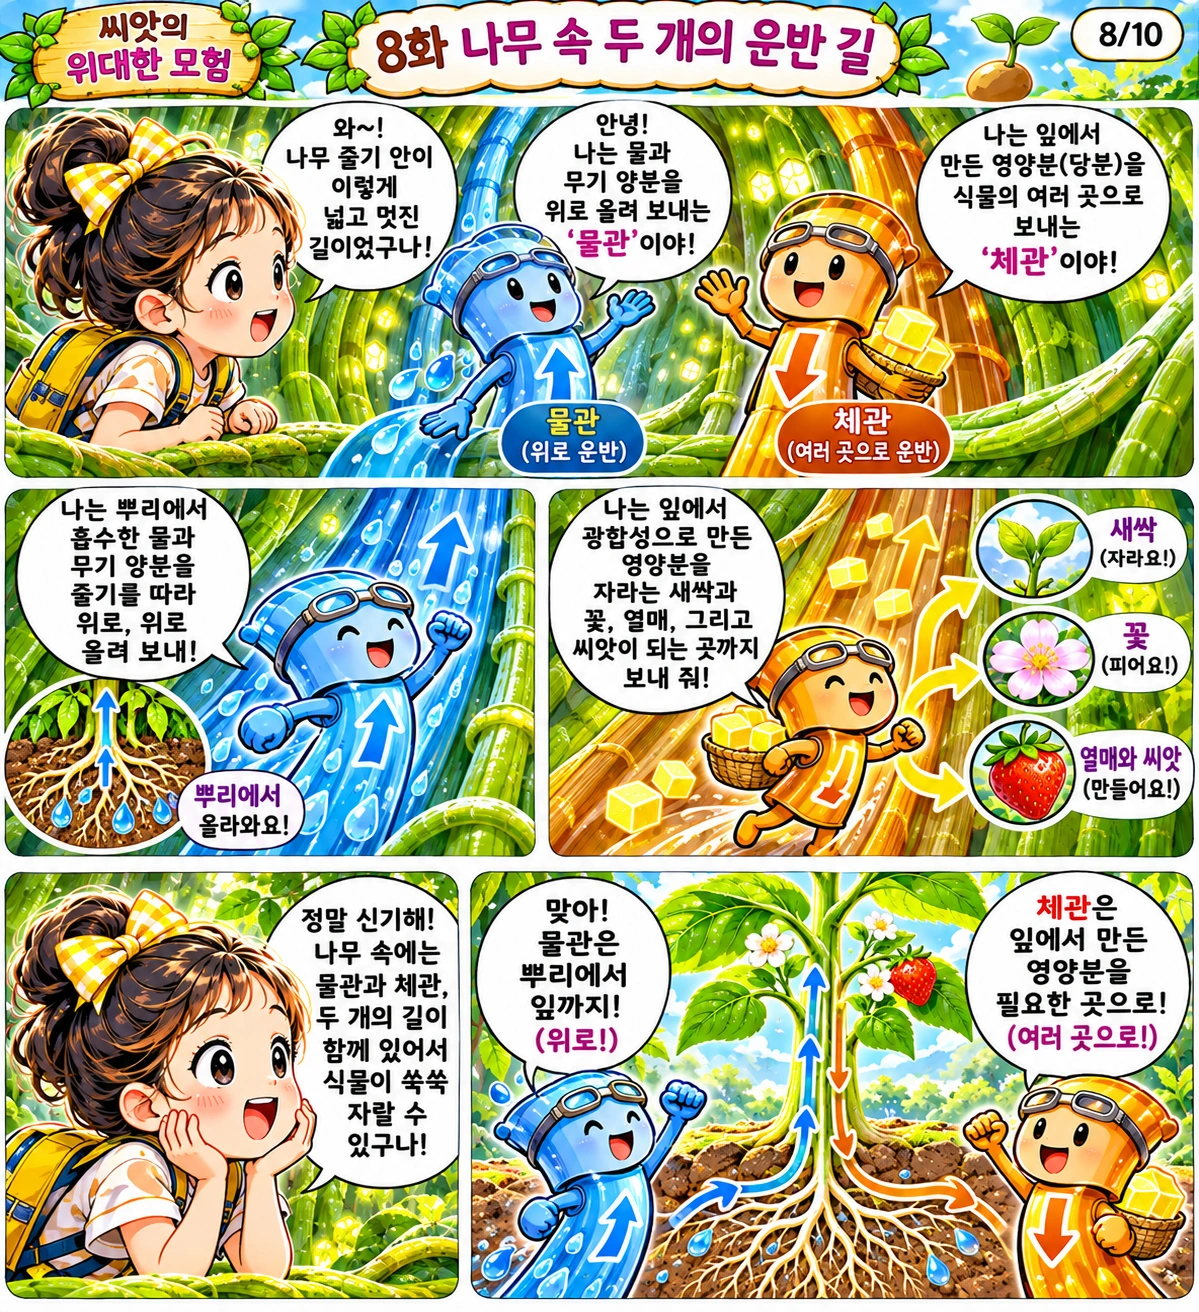 씨앗의
위대한 모험
8화 나무 속 두 개의 운반 길
8/10
와~!
나무 줄기 안이
이렇게
넓고 멋진
길이었구나!
안녕!
나는 물과
무기 양분을
위로 올려 보내는
‘물관’이야!
나는 잎에서
만든 영양분(당분)을
식물의 여러 곳으로
보내는
‘체관’이야!
물관
(위로 운반)
체관
(여러 곳으로 운반)
나는 뿌리에서
흡수한 물과
무기 양분을
줄기를 따라
위로, 위로
올려 보내!
뿌리에서
올라와요!
나는 잎에서
광합성으로 만든
영양분을
자라는 새싹과
꽃, 열매, 그리고
씨앗이 되는 곳까지
보내 줘!
새싹
(자라요!)
꽃
(피어요!)
열매와 씨앗
(만들어요!)
정말 신기해!
나무 속에는
물관과 체관,
두 개의 길이
함께 있어서
식물이 쑥쑥
자랄 수
있구나!
맞아!
물관은
뿌리에서
잎까지!
(위로!)
체관은
잎에서 만든
영양분을
필요한 곳으로!
(여러 곳으로!)